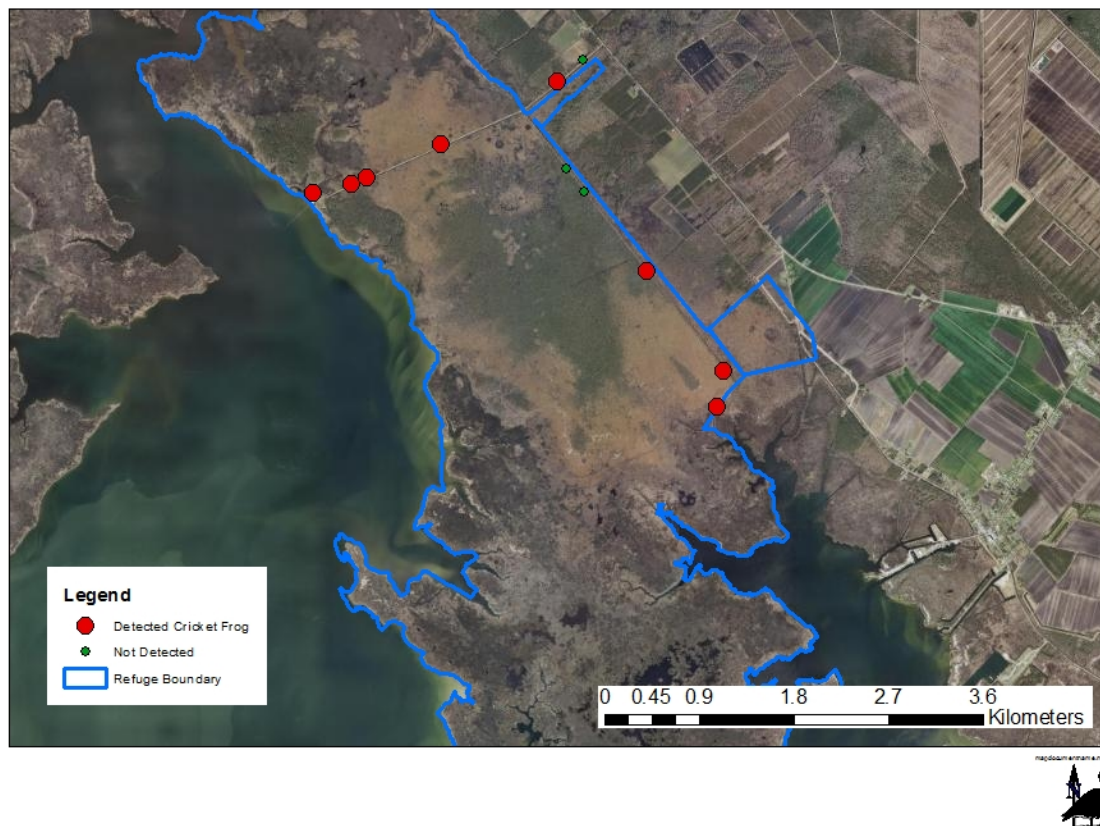 Legend
Detected Cricket Frog
Not Detected
Refuge Boundary
0 0.45 0.9 1.8 2.7 3.6
Kilometers
N